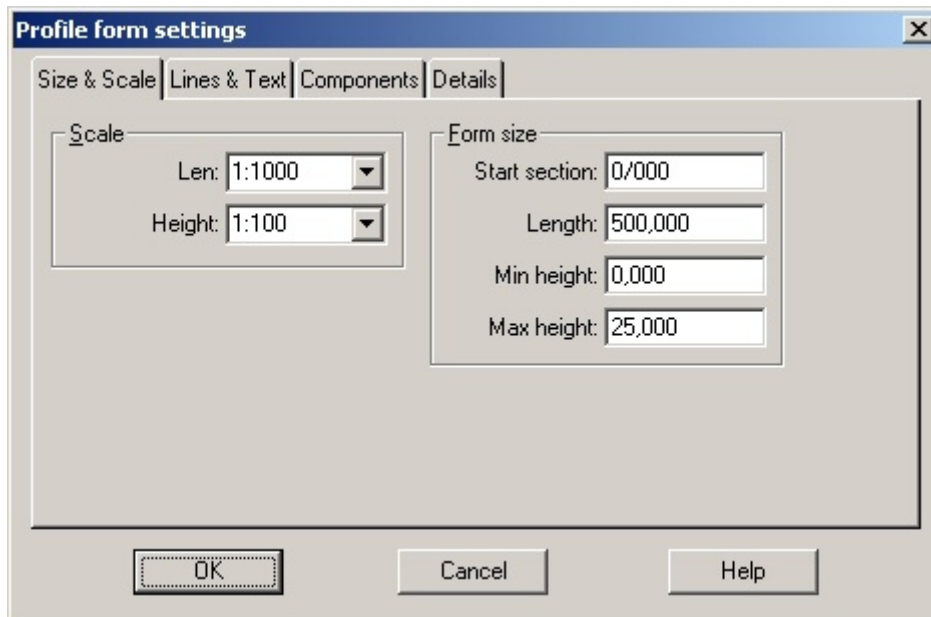 Profile form settings
Size & Scale Lines & Text Components Details
Scale
Len: 1:1000
Height: 1:100
Form size
Start section: 0/000
Length: 500,000
Min height: 0,000
Max height: 25,000
OK Cancel Help